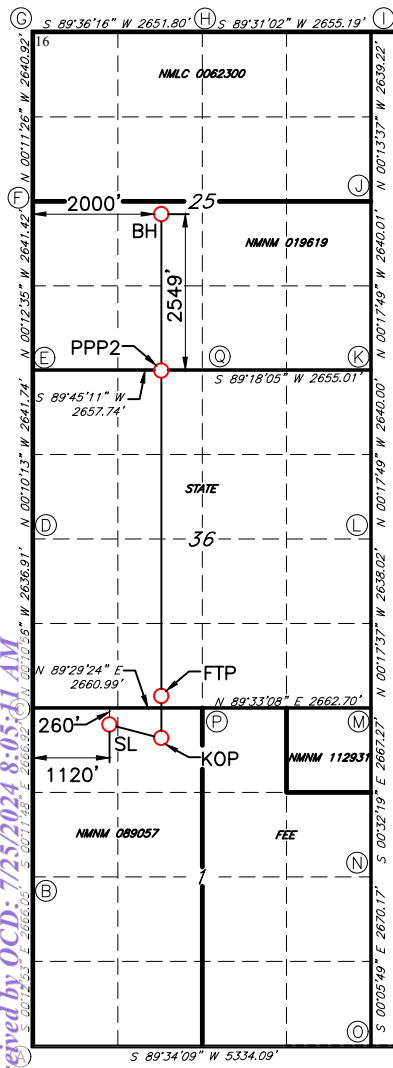 G S 89°36'16" W 2651.80' H S 89°31'02" W 2655.19' I
16
N 00°11'26" W 2640.92'
NMLC 0062300
N 00°13'37" W 2639.22'
F J
2000' 25
BH
N 00°12'35" W 2641.42'
NMNM 019619
2549'
N 00°17'49" W 2640.01'
PPP2
E Q K
S 89°45'11" W
2657.74'
S 89°18'05" W 2655.01'
N 00°10'13" W 2641.74'
STATE
N 00°17'49" W 2640.00'
D L
36
N 00°10'56" W 2636.91'
N 00°17'37" W 2638.02'
N 89°29'24" E
2660.99'
FTP
N 89°33'08" E 2662.70'
C P M
260'
SL
KOP
1120'
NMNM 112931
S 00°11'48" E 2666.92'
S 00°32'19" E 2667.27'
NMNM 089057
FEE
B 1 N
S 00°12'53" E 2666.05'
S 00°05'49" E 2670.17'
A O
S 89°34'09" W 5334.09'
ceived by OCD: 7/25/2024 8:05:11 AM